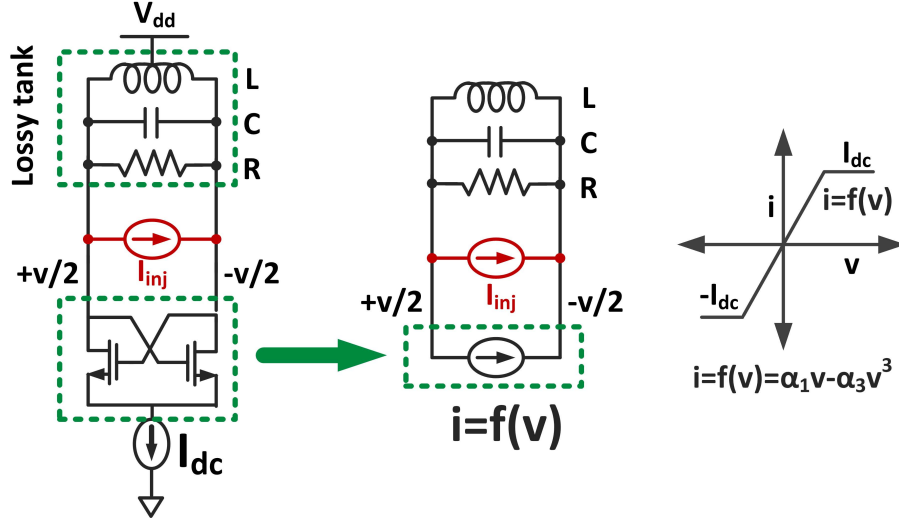 Vdd
Lossy tank
L
C
R
Iinj
+v/2
-v/2
Idc
L
C
R
Iinj
+v/2
-v/2
i=f(v)
Idc
i
i=f(v)
v
-Idc
i=f(v)=α₁v-α₃v³